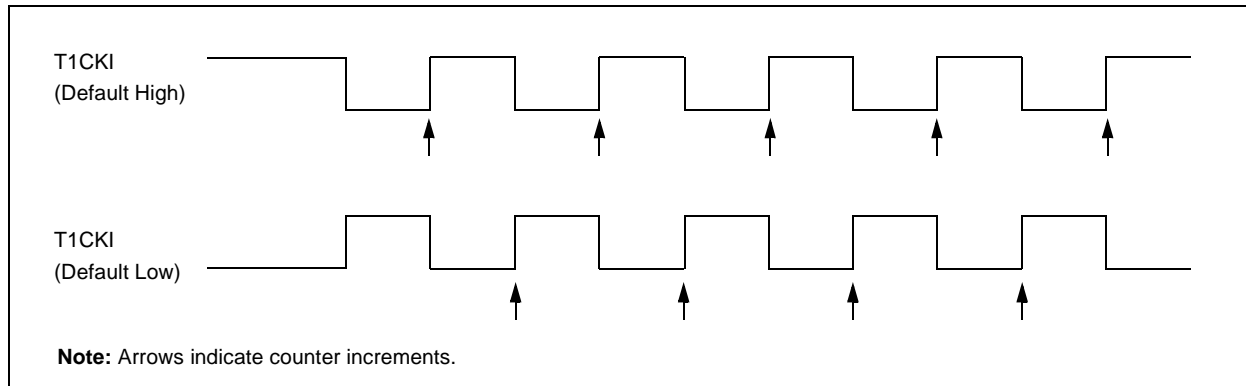 T1CKI
(Default High)
T1CKI
(Default Low)
Note: Arrows indicate counter increments.